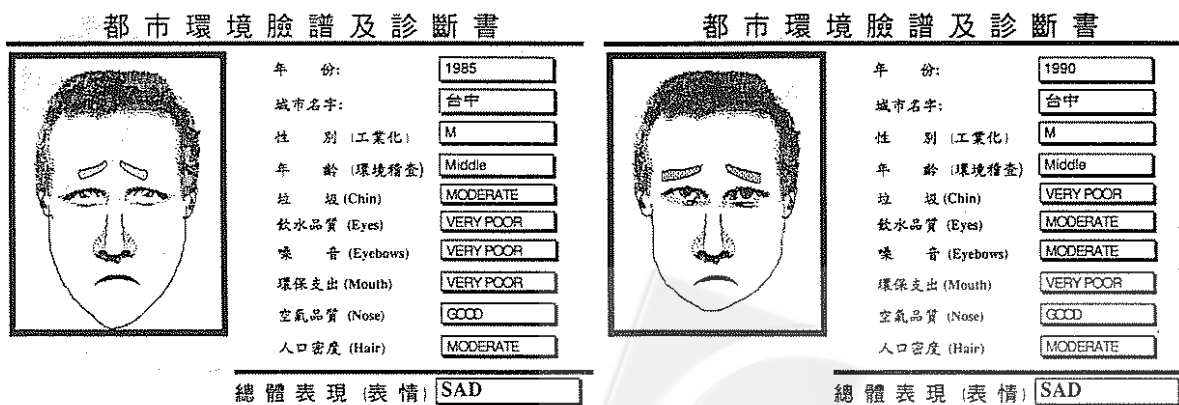 都市環境臉譜及診斷書
年 份: 1985
城市名字: 台中
性 別 (工業化) M
年 齡 (環境稽查) Middle
垃 圾 (Chin) MODERATE
飲水品質 (Eyes) VERY POOR
噪 音 (Eyebows) VERY POOR
環保支出 (Mouth) VERY POOR
空氣品質 (Nose) GOOD
人口密度 (Hair) MODERATE
總體表現 (表情) SAD
都市環境臉譜及診斷書
年 份: 1990
城市名字: 台中
性 別 (工業化) M
年 齡 (環境稽查) Middle
垃 圾 (Chin) VERY POOR
飲水品質 (Eyes) MODERATE
噪 音 (Eyebows) MODERATE
環保支出 (Mouth) VERY POOR
空氣品質 (Nose) GOOD
人口密度 (Hair) MODERATE
總體表現 (表情) SAD